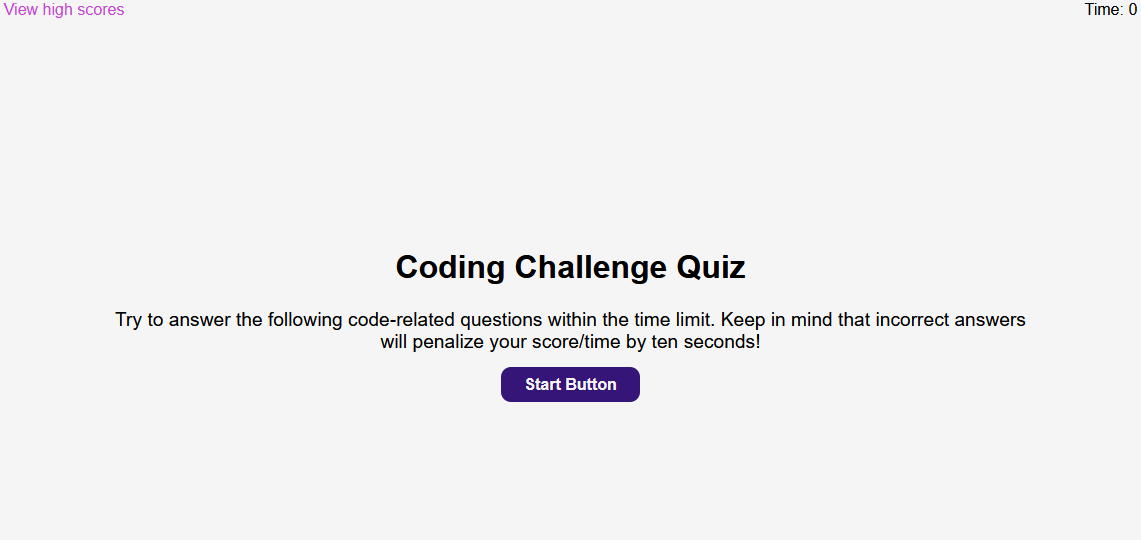 View high scores
Time: 0
Coding Challenge Quiz
Try to answer the following code-related questions within the time limit. Keep in mind that incorrect answers
will penalize your score/time by ten seconds!
Start Button